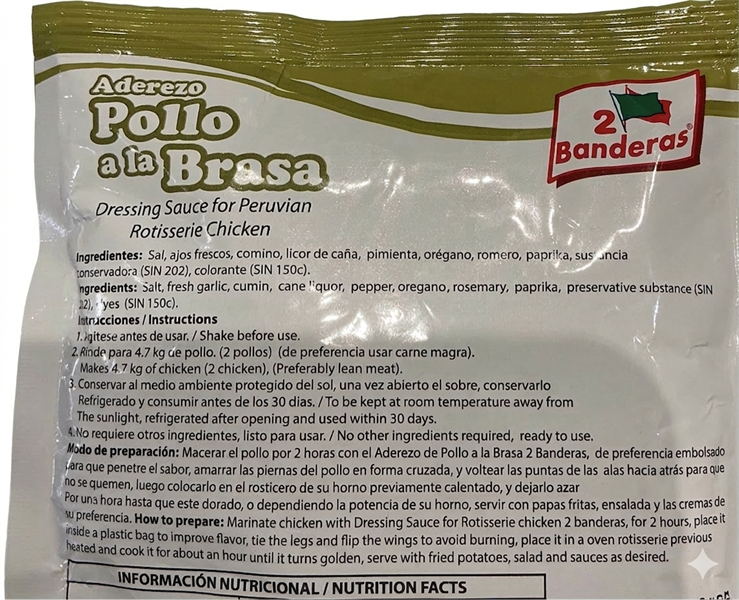 Aderezo
Pollo
a la Brasa
2
Banderas®
Dressing Sauce for Peruvian
Rotisserie Chicken
Ingredientes: Sal, ajos frescos, comino, licor de caña, pimienta, orégano, romero, paprika,
conservadora (SIN 202), colorante (SIN 150c).
Ingredients: Salt, fresh garlic, cumin, cane liquor, pepper, oregano, rosemary, paprika, preservative substance (SIN
(SIN 150c).
Intrucciones / Instructions
1. Agitese antes de usar. / Shake before use.
2. Rinde para 4.7 kg de pollo. (2 pollos) (de preferencia usar carne magra).
Makes 4.7 kg of chicken (2 chicken), (Preferably lean meat).
3. Conservar al medio ambiente protegido del sol, una vez abierto el sobre, conservarlo
Refrigerado y consumir antes de los 30 dias. / To be kept at room temperature away from
The sunlight, refrigerated after opening and used within 30 days.
4. No requiere otros ingredientes, listo para usar. / No other ingredients required, ready to use.
Modo de preparación: Macerar el pollo por 2 horas con el Aderezo de Pollo a la Brasa 2 Banderas, de preferencia embolsado
para que penetre el sabor, amarrar las piernas del pollo en forma cruzada, y voltear las puntas de las alas hacia atrás para que
no se quemen, luego colocarlo en el rosticero de su horno previamente calentado, y dejarlo azar
Por una hora hasta que este dorado, o dependiendo la potencia de su horno, servir con papas fritas, ensalada y las cremas de
su preferencia. How to prepare: Marinate chicken with Dressing Sauce for Rotisserie chicken 2 banderas, for 2 hours, place it
inside a plastic bag to improve flavor, tie the legs and flip the wings to avoid burning, place it in a oven rotisserie previous
heated and cook it for about an hour until it turns golden, serve with fried potatoes, salad and sauces as desired.
INFORMACIÓN NUTRICIONAL / NUTRITION FACTS